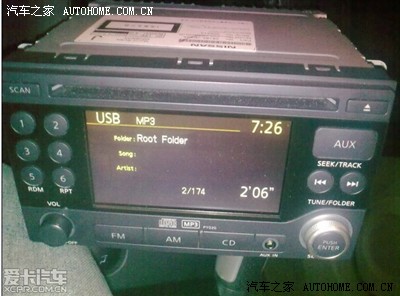 汽车之家 AUTOHOME.COM.CN
NISSAN
SCAN
USB MP3 7:26
1 2
AUX
Folder: Root Folder
3 4
Song:
SEEK/TRACK
5 6
Artist:
RDM RPT
2/174 2'06"
TUNE/FOLDER
VOL
MP3
PUSH
ENTER
FM AM CD
AUX IN
爱卡汽车
XCAR.COM.CN
汽车之家 AUTOHOME.COM.CN